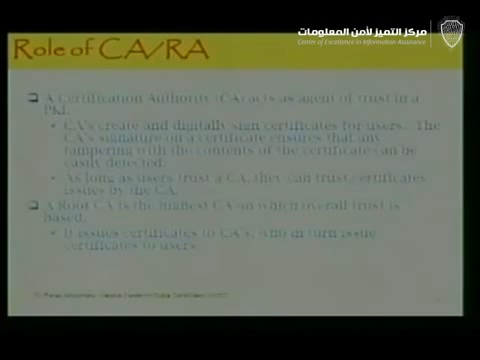 مركز التميز لأمن المعلومات
Center of Excellence in Information Assurance
Role of CA/RA
A Certification Authority (CA) acts as agent of trust in a
PKI.
CA's create and digitally sign certificates for users. The
CA's signature on a certificate ensures that any
tampering with the contents of the certificate can be
easily detected.
As long as users trust a CA, they can trust certificates
issues by the CA.
A Root CA is the highest CA on which overall trust is
based.
It issues certificates to CA's, who in turn issue
certificates to users.